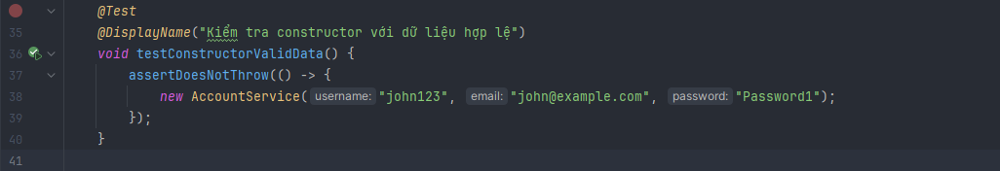 @Test
35 @DisplayName("Kiểm tra constructor với dữ liệu hợp lệ")
36 void testConstructorValidData() {
37 assertDoesNotThrow(() -> {
38 new AccountService( username: "john123", email: "john@example.com", password: "Password1");
39 });
40 }
41